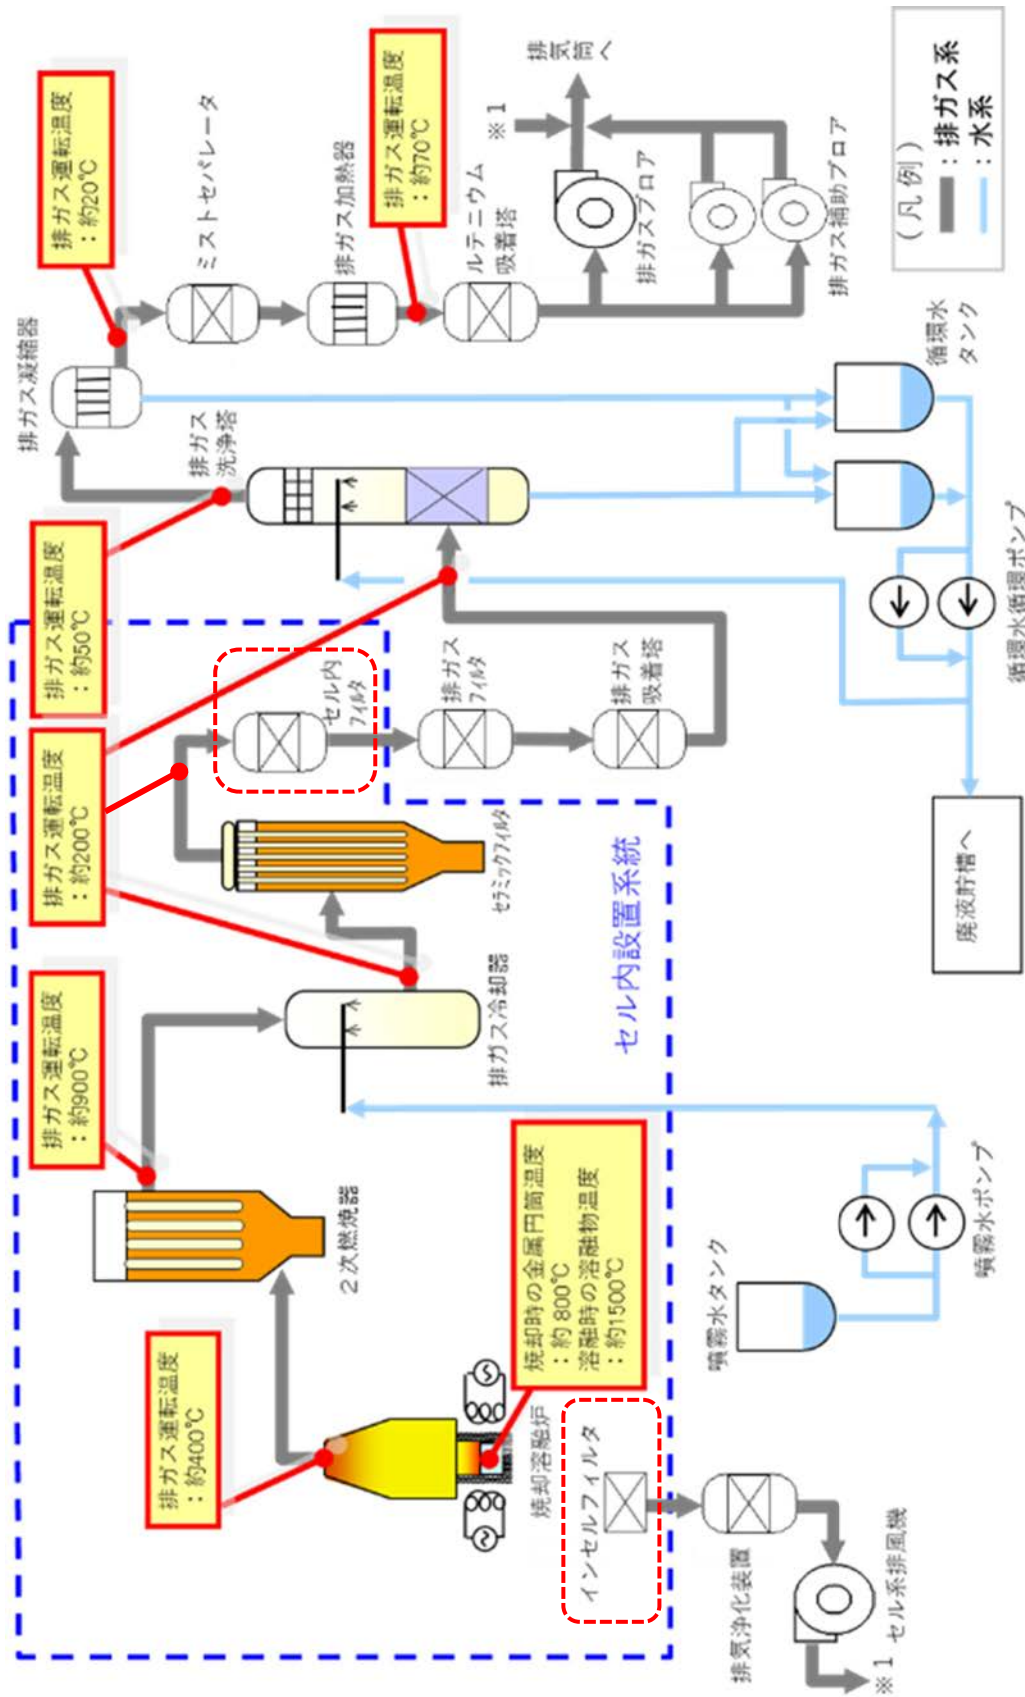 排ガス運転温度
：約400℃
２次燃焼器
排ガス運転温度
：約900℃
焼却溶融炉
焼却時の金属円筒温度
：約 800℃
溶融時の溶融物温度
：約1500℃
インセルフィルタ
排気浄化装置
セル系排風機
※１
噴霧水タンク
噴霧水ポンプ
排ガス冷却器
セル内設置系統
排ガス運転温度
：約200℃
セラミックフィルタ
セル内
フィルタ
排ガス
フィルタ
排ガス
吸着塔
廃液貯槽へ
排ガス運転温度
：約50℃
排ガス
洗浄塔
循環水循環ポンプ
循環水
タンク
排ガス凝縮器
排ガス運転温度
：約20℃
ミストセパレータ
排ガス加熱器
排ガス運転温度
：約70℃
ルテニウム
吸着塔
※１
排気
筒へ
排ガスブロア
排ガス補助ブロア
（凡例）
：排ガス系
：水系